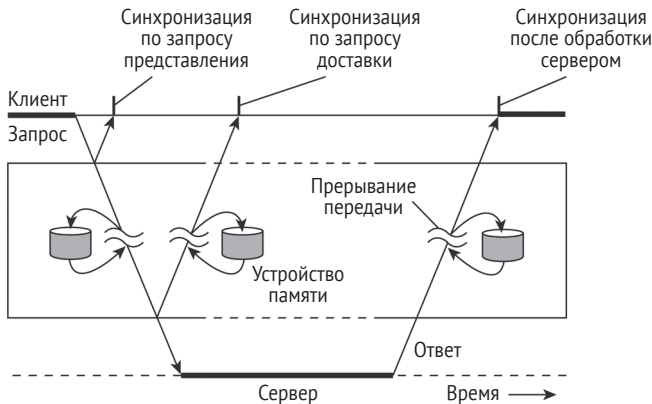 Синхронизация
по запросу
представления
Синхронизация
по запросу
доставки
Синхронизация
после обработки
сервером
Клиент
Запрос
Прерывание
передачи
Устройство
памяти
Ответ
Сервер
Время